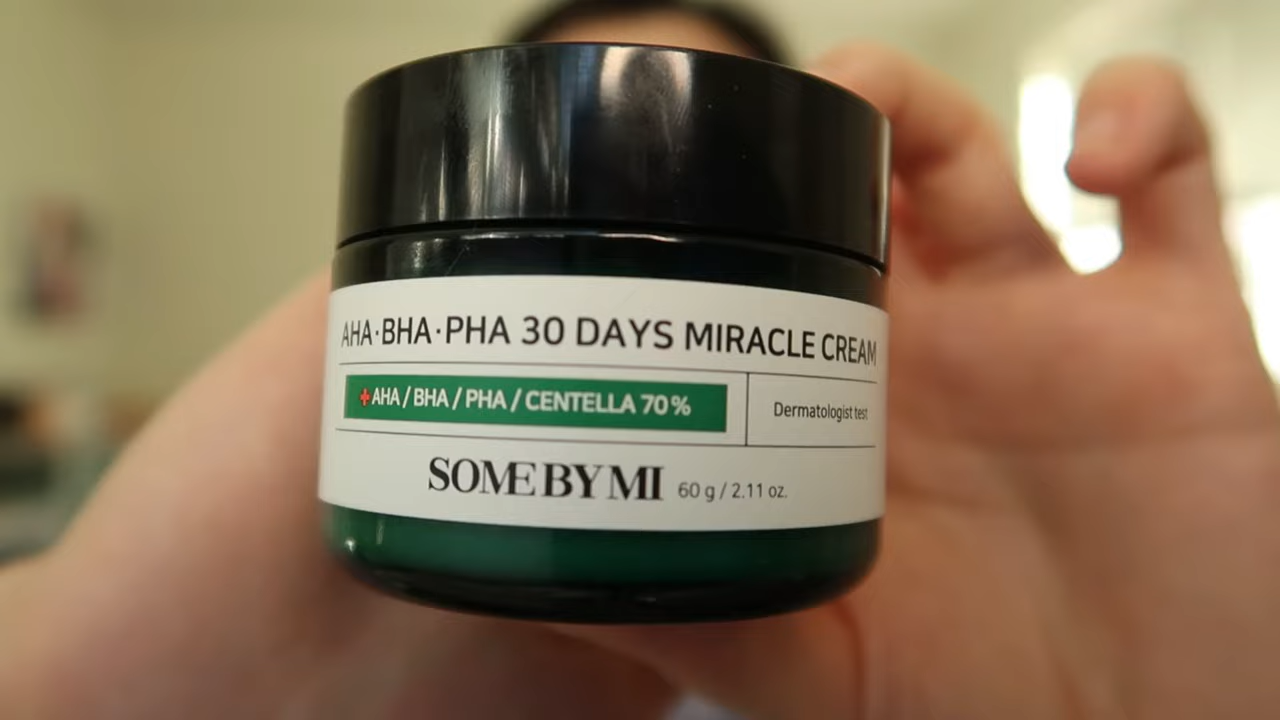 AHA·BHA·PHA 30 DAYS MIRACLE CREAM
+AHA / BHA / PHA / CENTELLA 70%
Dermatologist test
SOME BY MI 60 g / 2.11 oz.